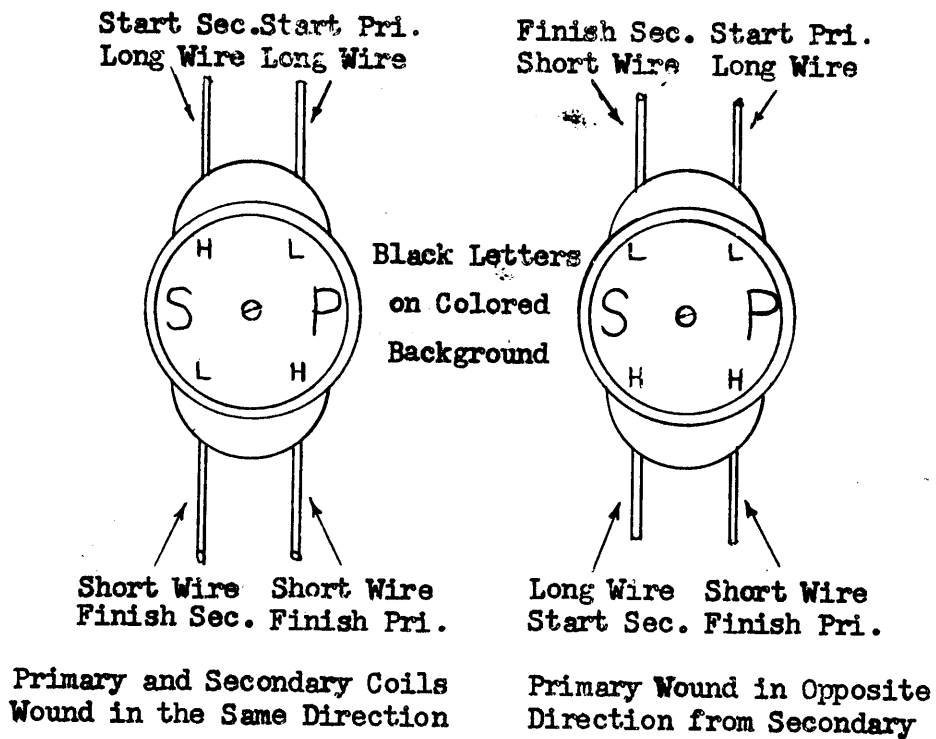 Start Sec. Start Pri.
Long Wire Long Wire
Finish Sec. Start Pri.
Short Wire Long Wire
H L
S P
L H
Black Letters
on Colored
Background
L L
S P
H H
Short Wire Short Wire
Finish Sec. Finish Pri.
Long Wire Short Wire
Start Sec. Finish Pri.
Primary and Secondary Coils
Wound in the Same Direction
Primary Wound in Opposite
Direction from Secondary